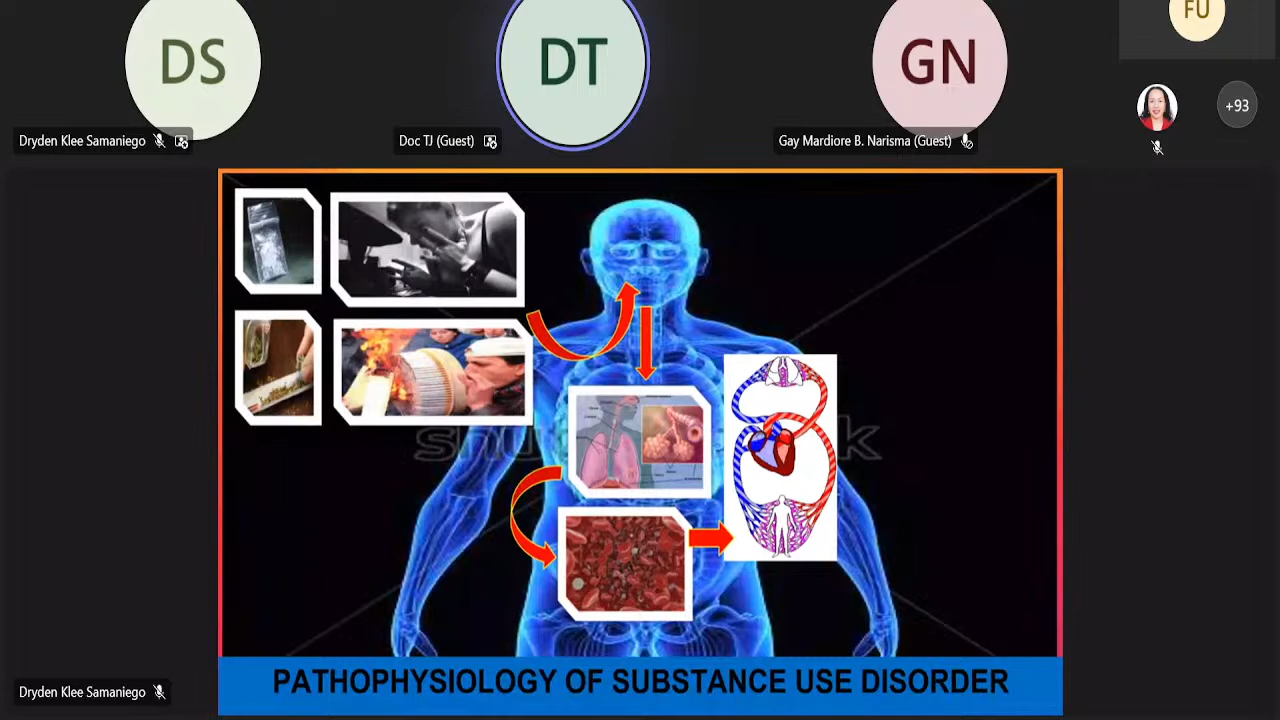 DS
DT
GN
FU
+93
Dryden Klee Samaniego
Doc TJ (Guest)
Gay Mardiore B. Narisma (Guest)
PATHOPHYSIOLOGY OF SUBSTANCE USE DISORDER
Dryden Klee Samaniego